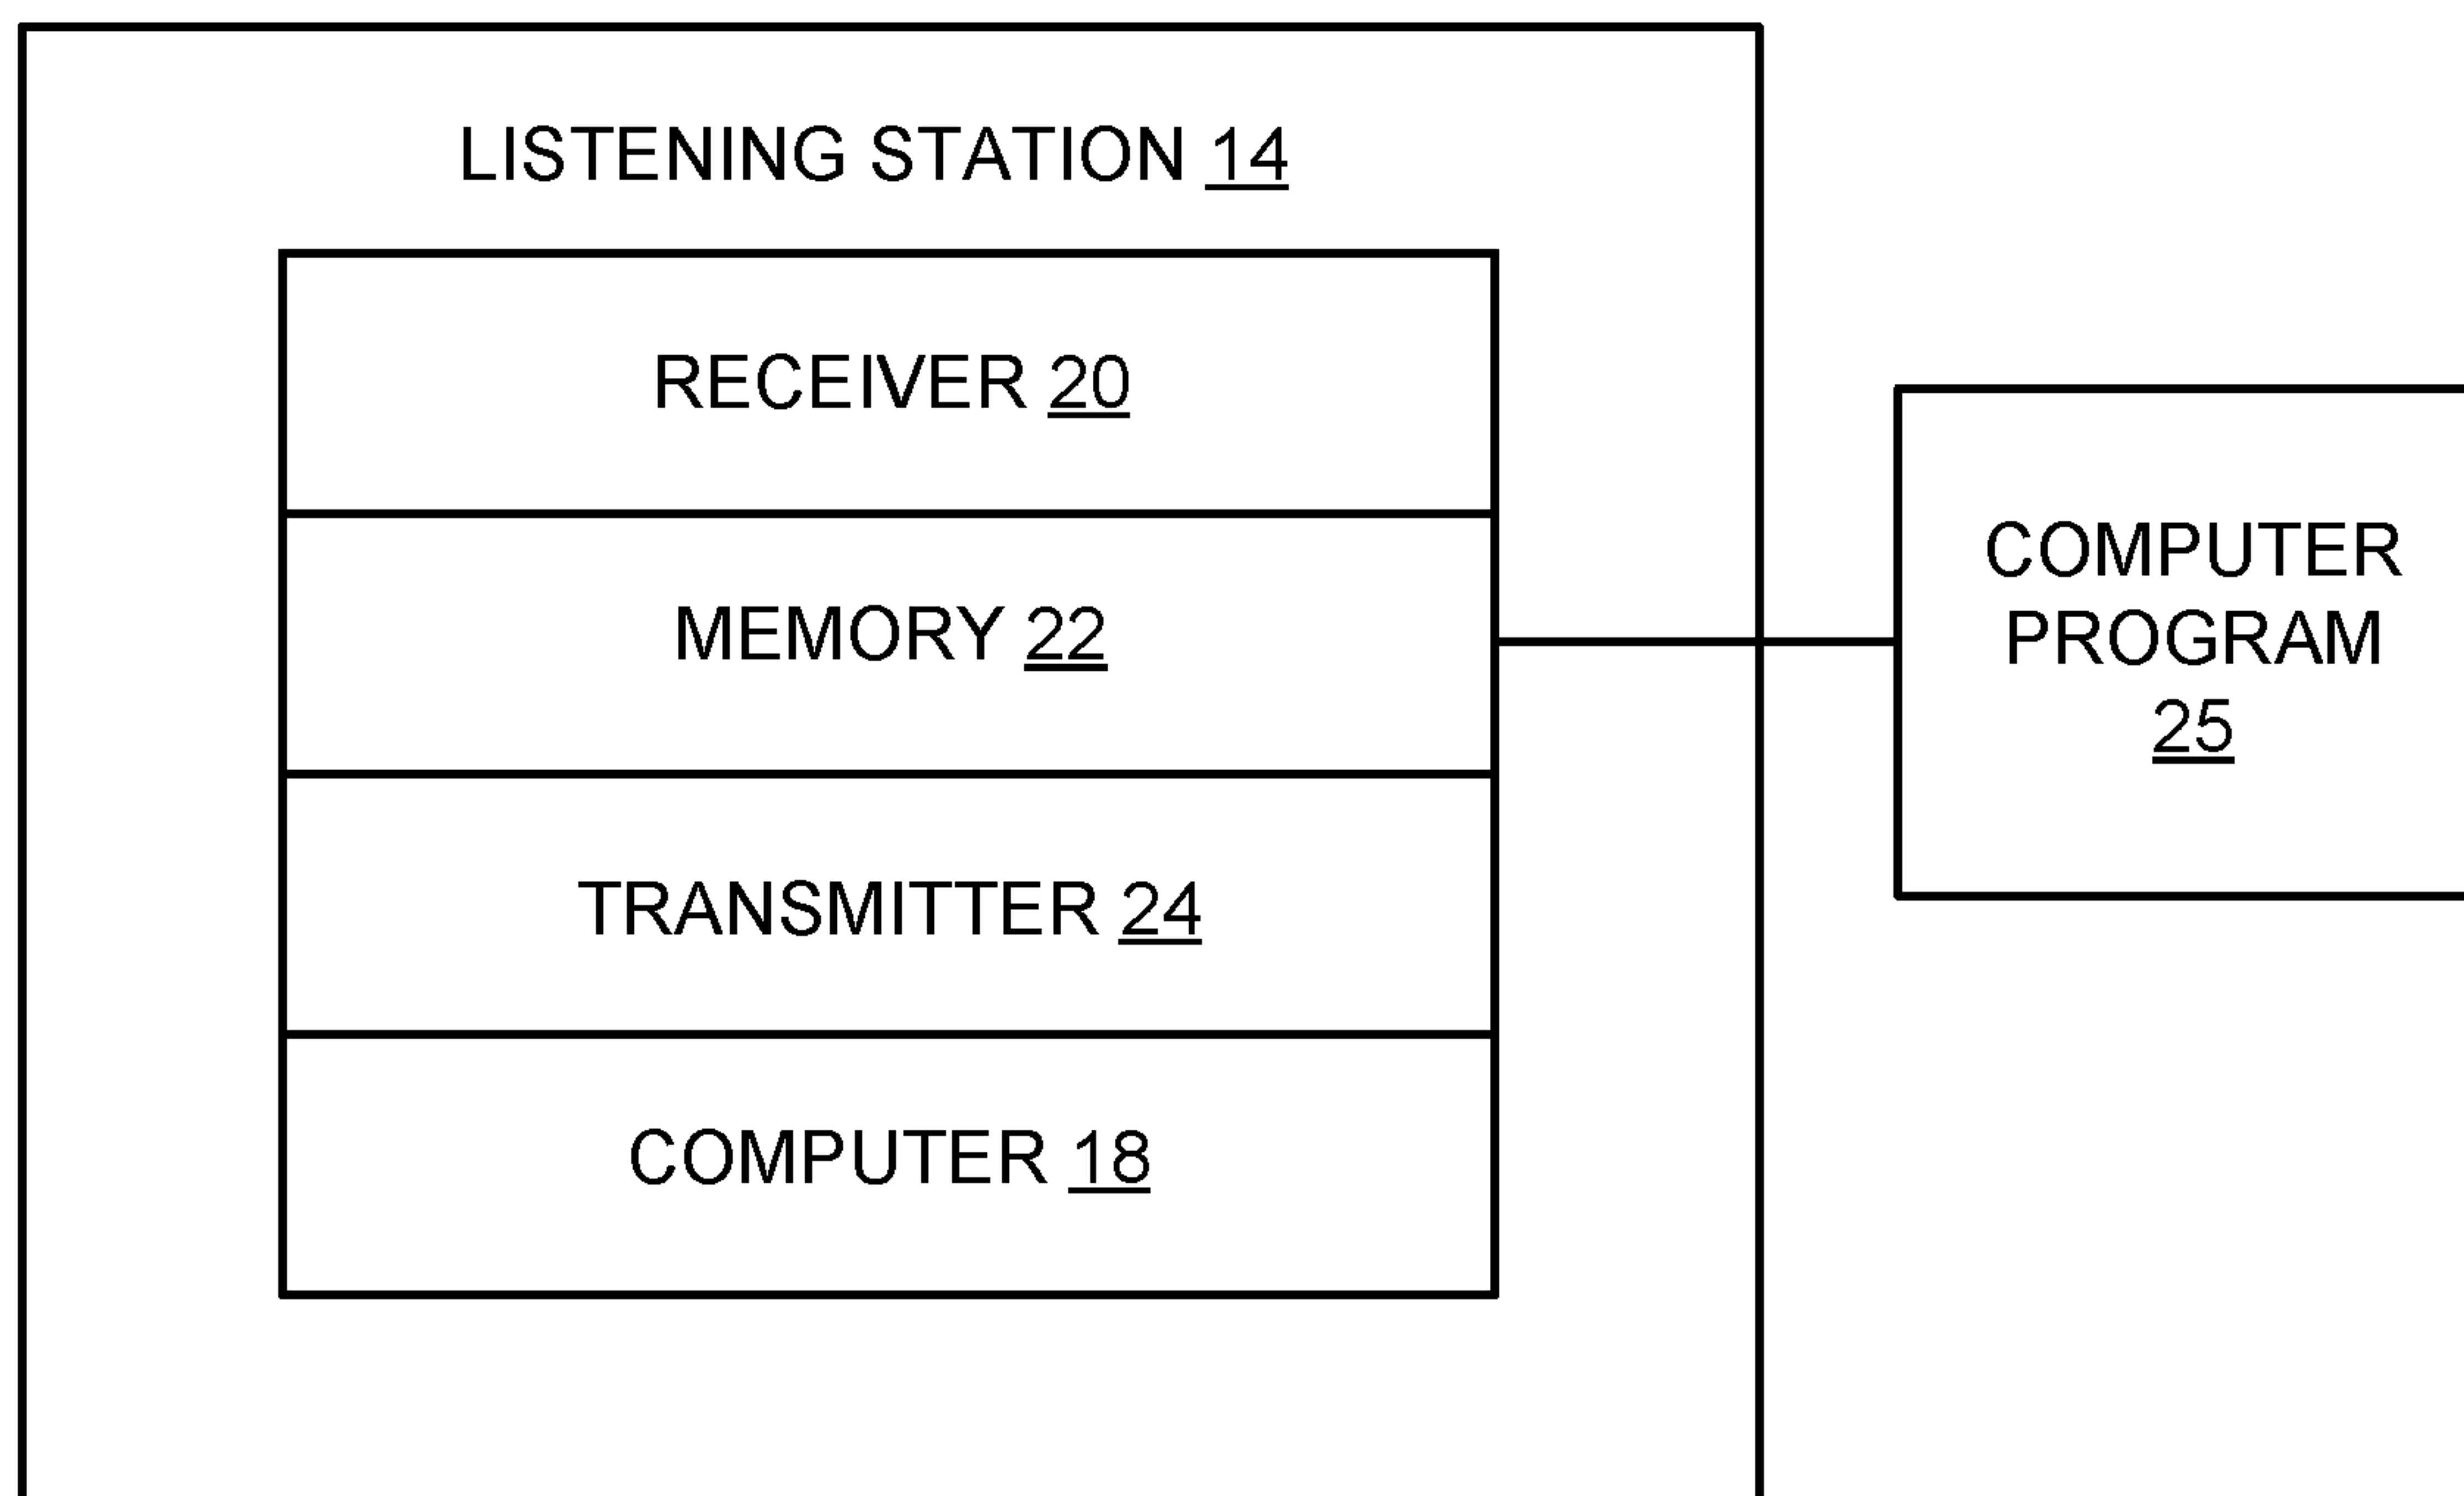 LISTENING STATION 14
RECEIVER 20
MEMORY 22
TRANSMITTER 24
COMPUTER 18
COMPUTER
PROGRAM
25